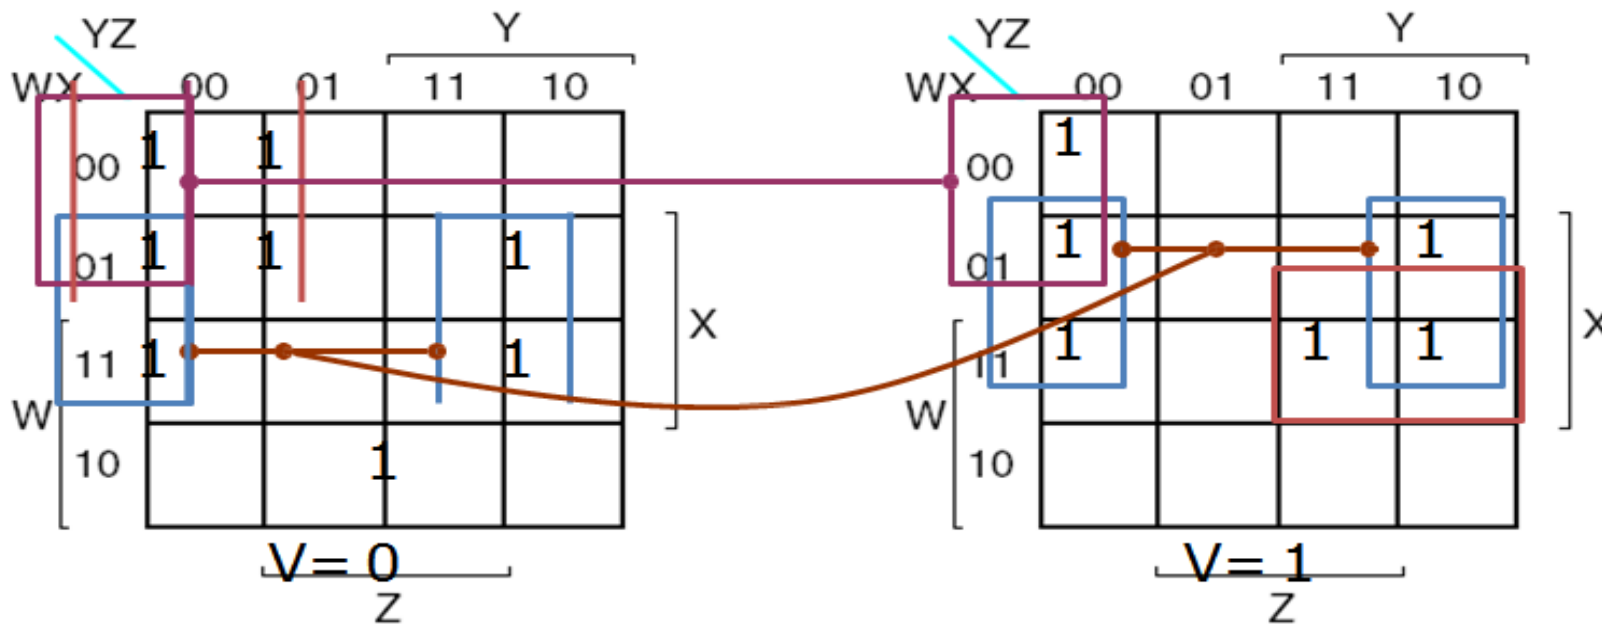 YZ Y YZ Y
WX 00 01 11 10 WX 00 01 11 10
00 1 1 00 1
01 1 1 1 X 01 1 1 X
11 1 1 11 1 1 1
W W
10 1 10
V= 0 V= 1
Z Z